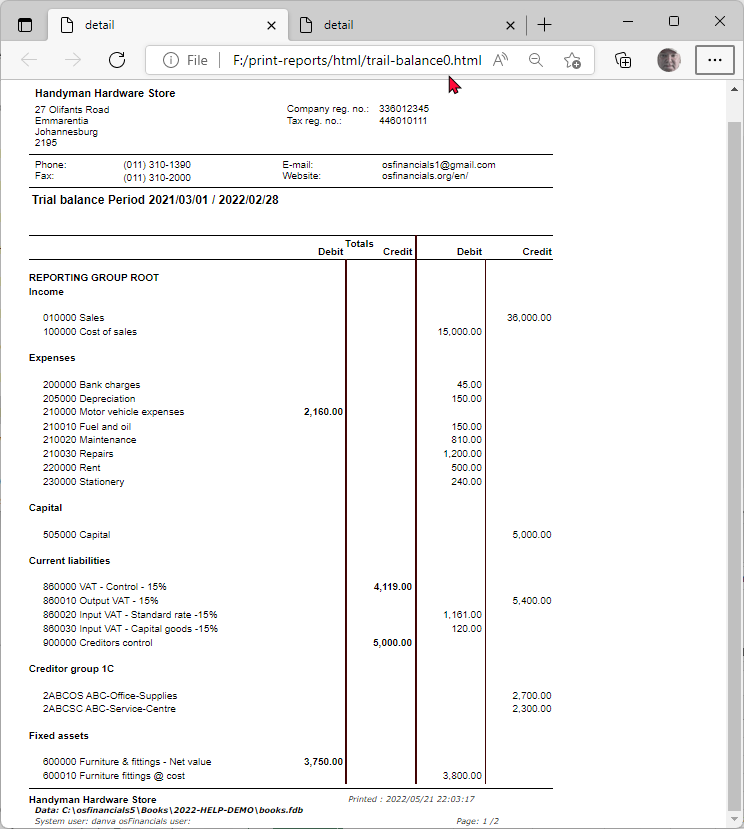 detail
detail
File F:/print-reports/html/trail-balance0.html
Handyman Hardware Store
27 Olifants Road Company reg. no.: 336012345
Emmarentia Tax reg. no.: 446010111
Johannesburg
2195
Phone: (011) 310-1390 E-mail: osfinancials1@gmail.com
Fax: (011) 310-2000 Website: osfinancials.org/en/
Trial balance Period 2021/03/01 / 2022/02/28
Totals
Debit Credit Debit Credit
REPORTING GROUP ROOT
Income
010000 Sales 36,000.00
100000 Cost of sales 15,000.00
Expenses
200000 Bank charges 45.00
205000 Depreciation 150.00
210000 Motor vehicle expenses 2,160.00
210010 Fuel and oil 150.00
210020 Maintenance 810.00
210030 Repairs 1,200.00
220000 Rent 500.00
230000 Stationery 240.00
Capital
505000 Capital 5,000.00
Current liabilities
860000 VAT - Control - 15% 4,119.00
860010 Output VAT - 15% 5,400.00
860020 Input VAT - Standard rate -15% 1,161.00
860030 Input VAT - Capital goods -15% 120.00
900000 Creditors control 5,000.00
Creditor group 1C
2ABCOS ABC-Office-Supplies 2,700.00
2ABCSC ABC-Service-Centre 2,300.00
Fixed assets
600000 Furniture & fittings - Net value 3,750.00
600010 Furniture fittings @ cost 3,800.00
Handyman Hardware Store Printed : 2022/05/21 22:03:17
Data: C:\osfinancials5\Books\2022-HELP-DEMO\books.fdb
System user: danva osFinancials user: Page: 1 /2